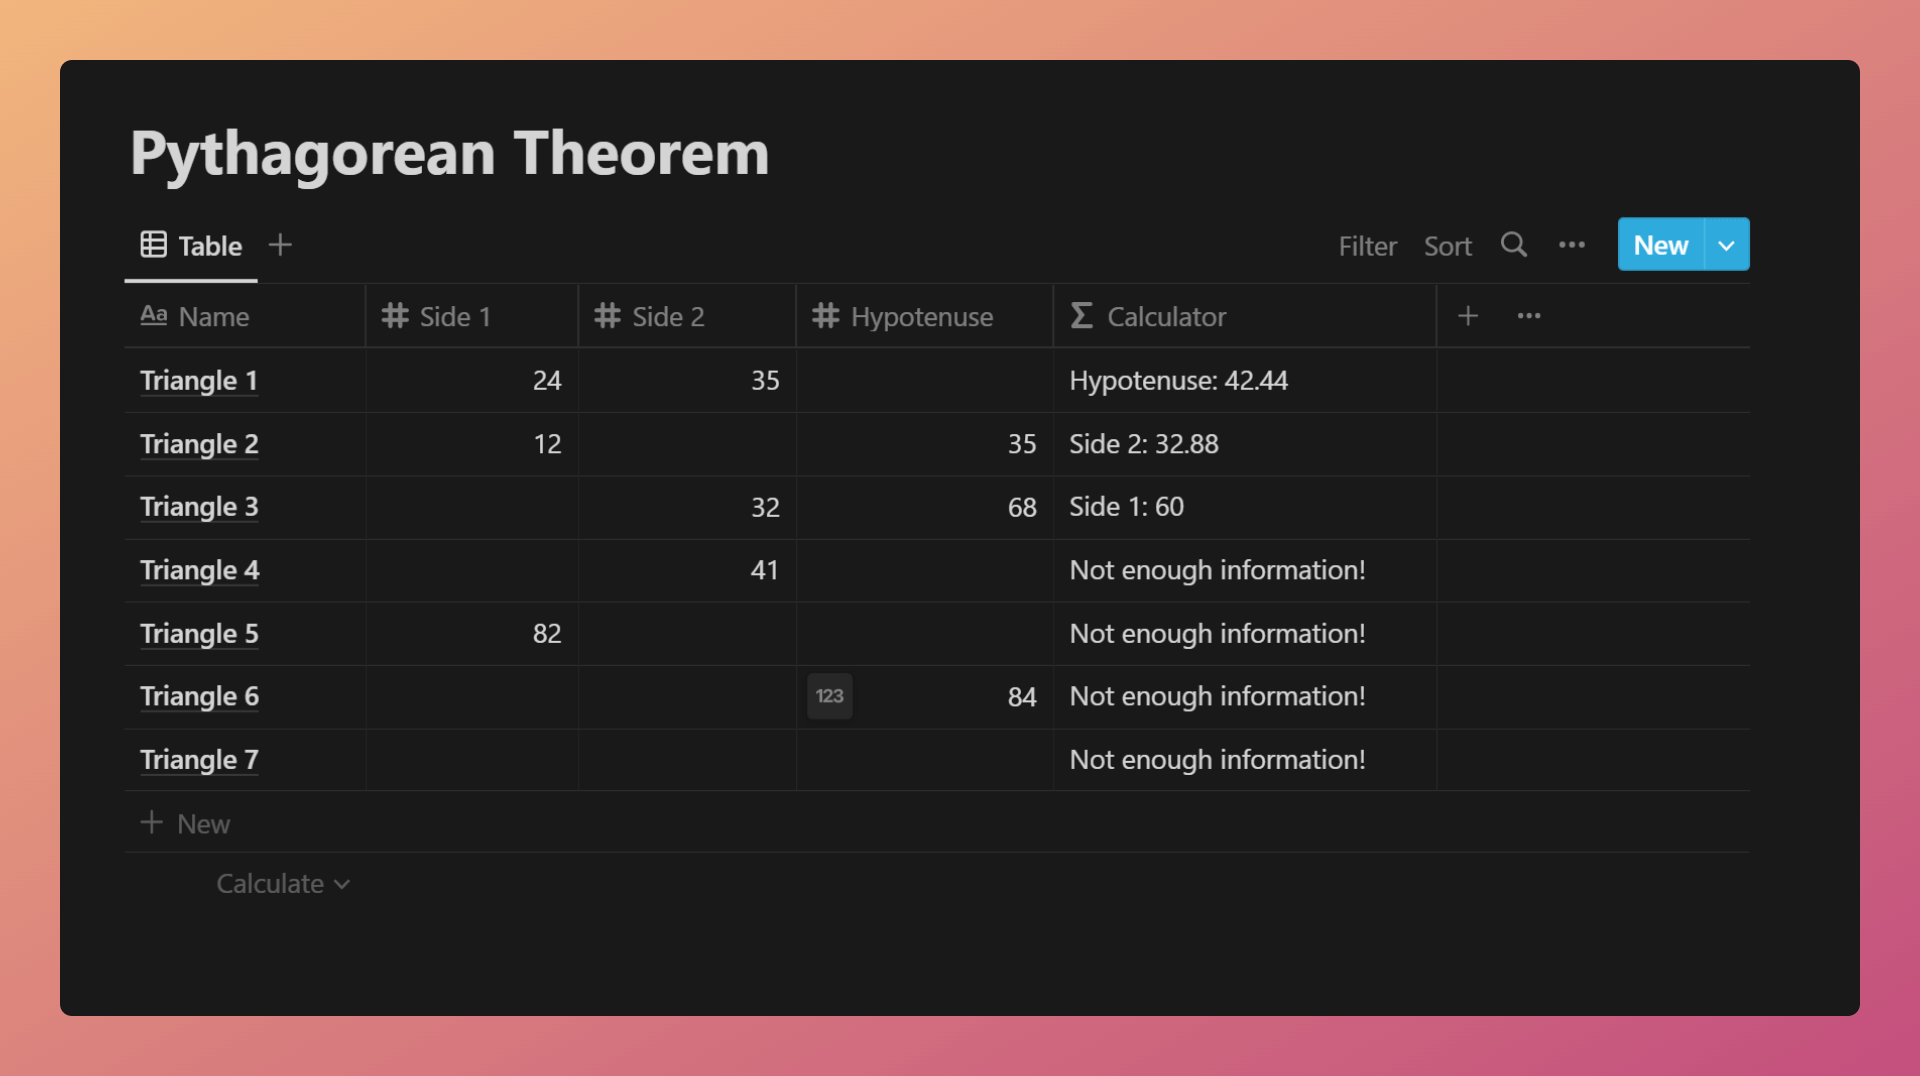 Pythagorean Theorem
Table
Filter Sort New
Aa Name Side 1 Side 2 Hypotenuse Σ Calculator
Triangle 1 24 35 Hypotenuse: 42.44
Triangle 2 12 35 Side 2: 32.88
Triangle 3 32 68 Side 1: 60
Triangle 4 41 Not enough information!
Triangle 5 82 Not enough information!
Triangle 6 123 84 Not enough information!
Triangle 7 Not enough information!
+ New
Calculate